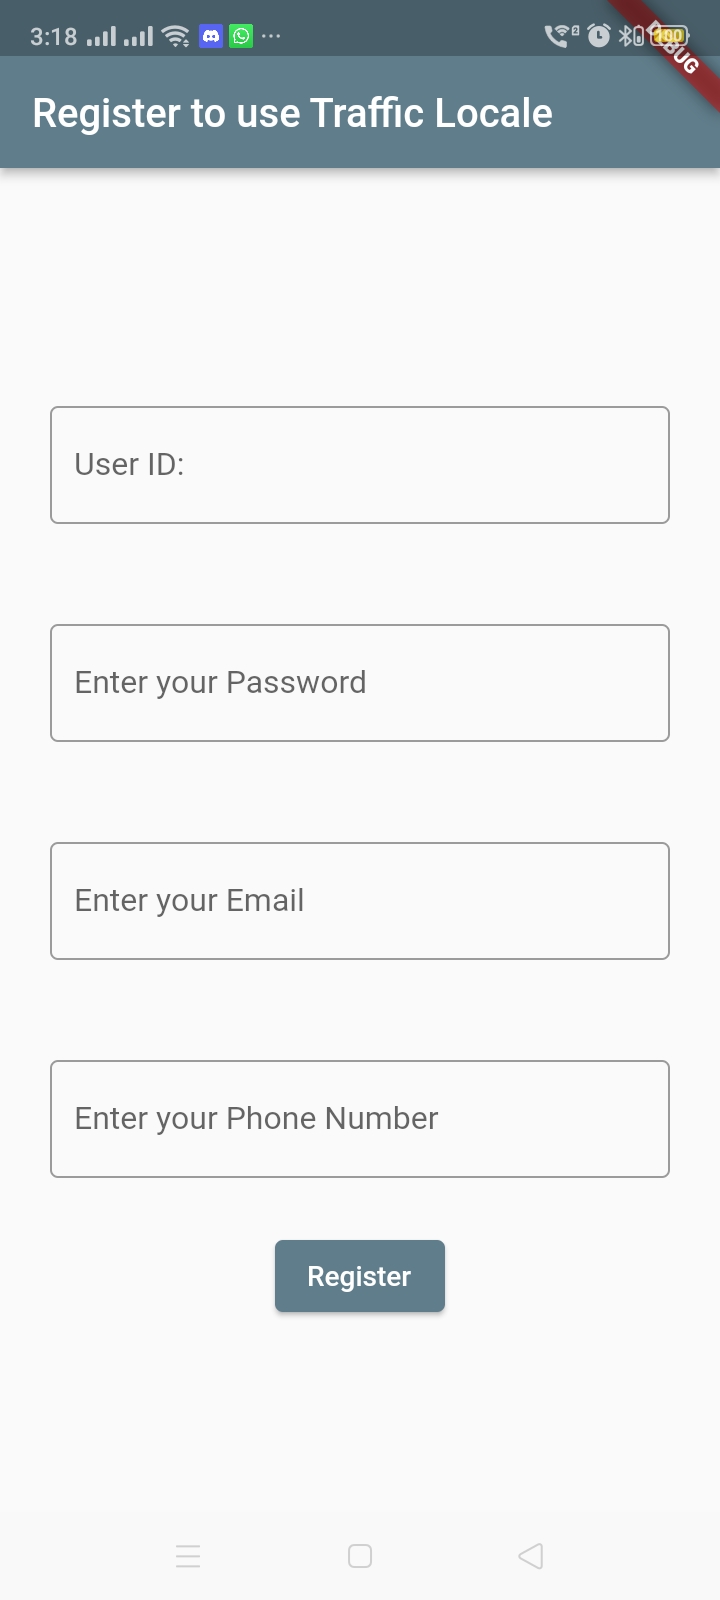 3:18
2
100
DEBUG
Register to use Traffic Locale
User ID:
Enter your Password
Enter your Email
Enter your Phone Number
Register